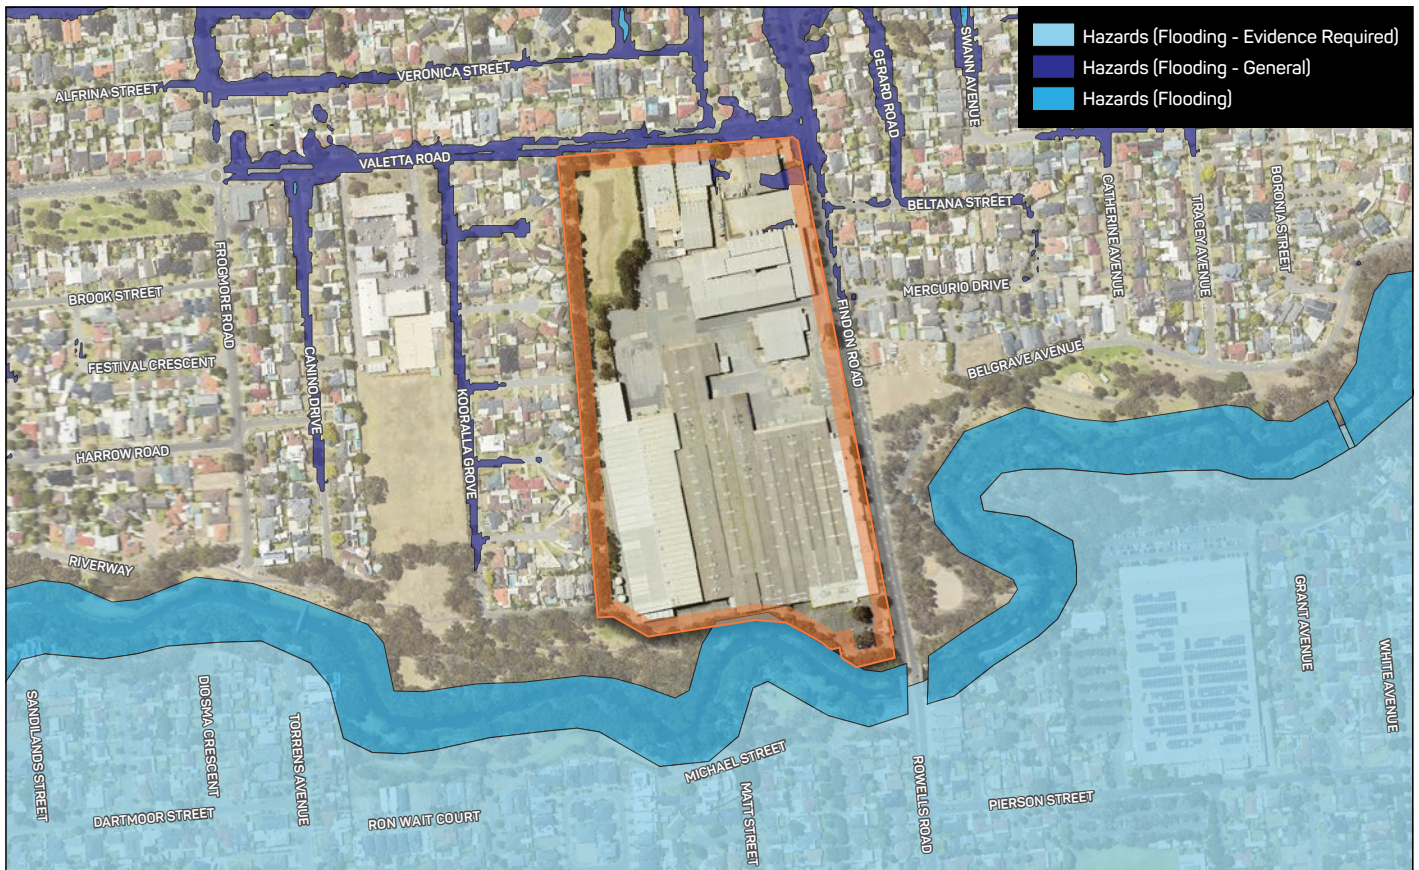 Hazards (Flooding - Evidence Required)
Hazards (Flooding - General)
Hazards (Flooding)
SWANN AVENUE
GERARD ROAD
VERONICA STREET
ALFRINA STREET
VALETTA ROAD
BELTANA STREET
CATHERINE AVENUE
TRACEY AVENUE
BORONIA STREET
FROGMORE ROAD
BROOK STREET
MERCURIO DRIVE
FINDON ROAD
FESTIVAL CRESCENT
CANINO DRIVE
BELGRAVE AVENUE
KOORALLA GROVE
HARROW ROAD
RIVERWAY
GRANT AVENUE
WHITE AVENUE
SANDILANDS STREET
DIOSMA CRESCENT
TORRENS AVENUE
MICHAEL STREET
MATT STREET
ROWELLS ROAD
PIERSON STREET
DARTMOOR STREET
RON WAIT COURT